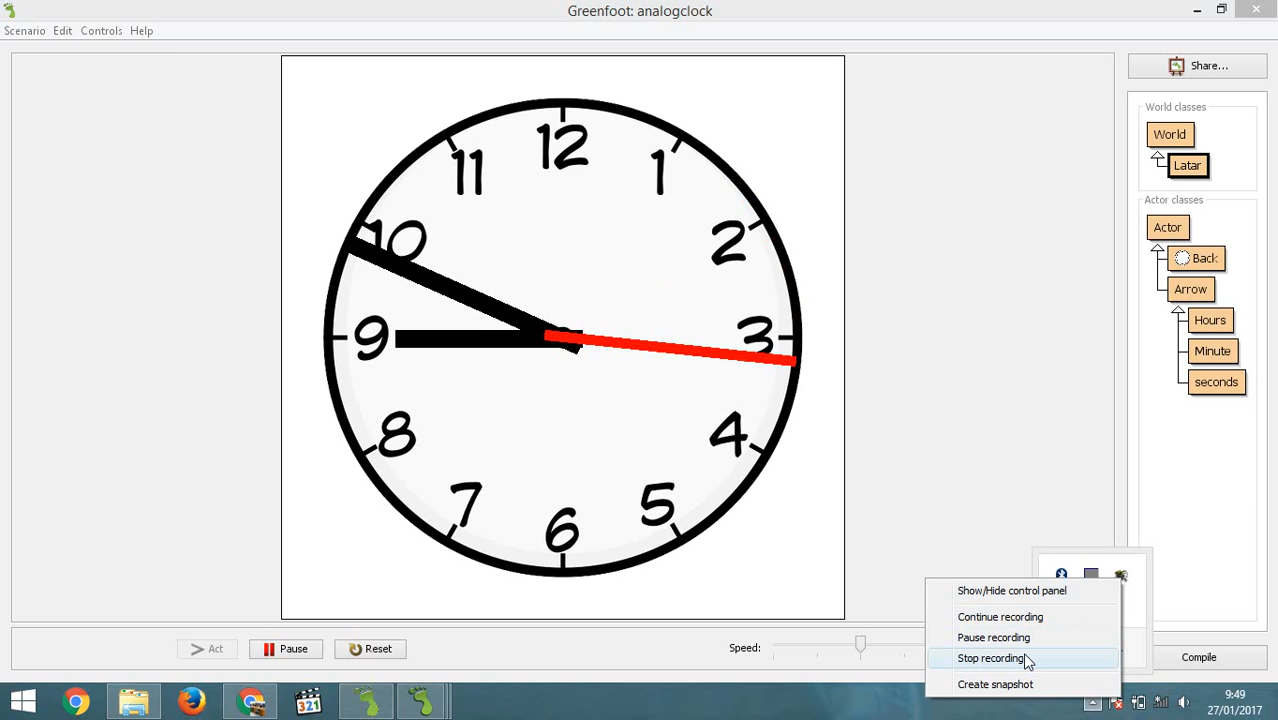 Greenfoot: analogclock
Scenario Edit Controls Help
Share...
World classes
World
Latar
Actor classes
Actor
Back
Arrow
Hours
Minute
seconds
12
1
2
3
4
5
6
7
8
9
10
11
Show/Hide control panel
Continue recording
Pause recording
Stop recording
Create snapshot
Act
Pause
Reset
Speed:
Compile
321
9:49
27/01/2017